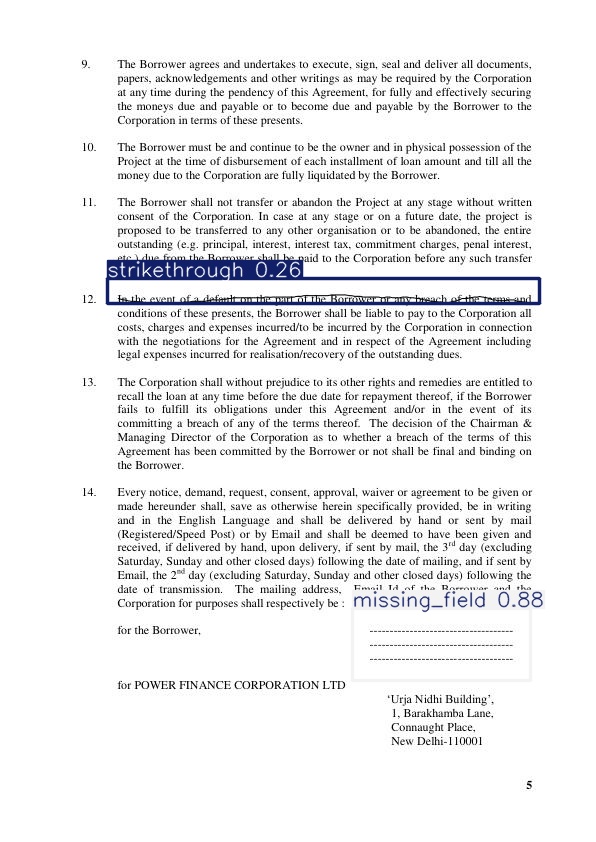 9. The Borrower agrees and undertakes to execute, sign, seal and deliver all documents,
papers, acknowledgements and other writings as may be required by the Corporation
at any time during the pendency of this Agreement, for fully and effectively securing
the moneys due and payable or to become due and payable by the Borrower to the
Corporation in terms of these presents.
10. The Borrower must be and continue to be the owner and in physical possession of the
Project at the time of disbursement of each installment of loan amount and till all the
money due to the Corporation are fully liquidated by the Borrower.
11. The Borrower shall not transfer or abandon the Project at any stage without written
consent of the Corporation. In case at any stage or on a future date, the project is
proposed to be transferred to any other organisation or to be abandoned, the entire
outstanding (e.g. principal, interest, interest tax, commitment charges, penal interest,
etc.) due from the Borrower shall be paid to the Corporation before any such transfer
strikethrough 0.26
12. In the event of a default on the part of the Borrower or any breach of the terms and
conditions of these presents, the Borrower shall be liable to pay to the Corporation all
costs, charges and expenses incurred/to be incurred by the Corporation in connection
with the negotiations for the Agreement and in respect of the Agreement including
legal expenses incurred for realisation/recovery of the outstanding dues.
13. The Corporation shall without prejudice to its other rights and remedies are entitled to
recall the loan at any time before the due date for repayment thereof, if the Borrower
fails to fulfill its obligations under this Agreement and/or in the event of its
committing a breach of any of the terms thereof. The decision of the Chairman &
Managing Director of the Corporation as to whether a breach of the terms of this
Agreement has been committed by the Borrower or not shall be final and binding on
the Borrower.
14. Every notice, demand, request, consent, approval, waiver or agreement to be given or
made hereunder shall, save as otherwise herein specifically provided, be in writing
and in the English Language and shall be delivered by hand or sent by mail
(Registered/Speed Post) or by Email and shall be deemed to have been given and
received, if delivered by hand, upon delivery, if sent by mail, the 3rd day (excluding
Saturday, Sunday and other closed days) following the date of mailing, and if sent by
Email, the 2nd day (excluding Saturday, Sunday and other closed days) following the
date of transmission. The mailing address, Email Id of the Borrower and the
Corporation for purposes shall respectively be :
missing_field 0.88
for the Borrower, ------------------------------------
------------------------------------
------------------------------------
for POWER FINANCE CORPORATION LTD
‘Urja Nidhi Building’,
1, Barakhamba Lane,
Connaught Place,
New Delhi-110001
5